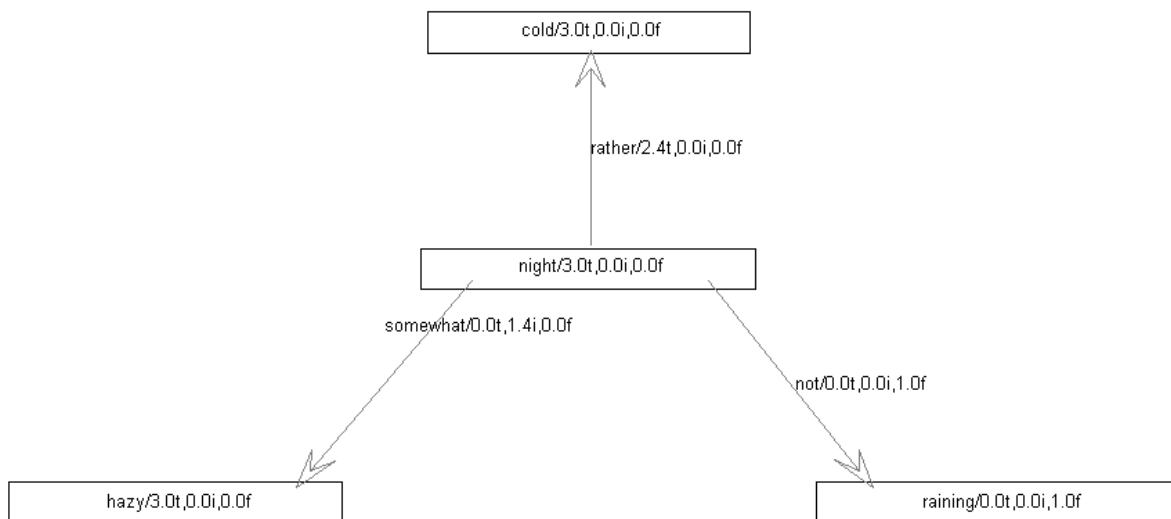 cold/3.0t,0.0i,0.0f
rather/2.4t,0.0i,0.0f
night/3.0t,0.0i,0.0f
somewhat/0.0t,1.4i,0.0f
not/0.0t,0.0i,1.0f
hazy/3.0t,0.0i,0.0f
raining/0.0t,0.0i,1.0f